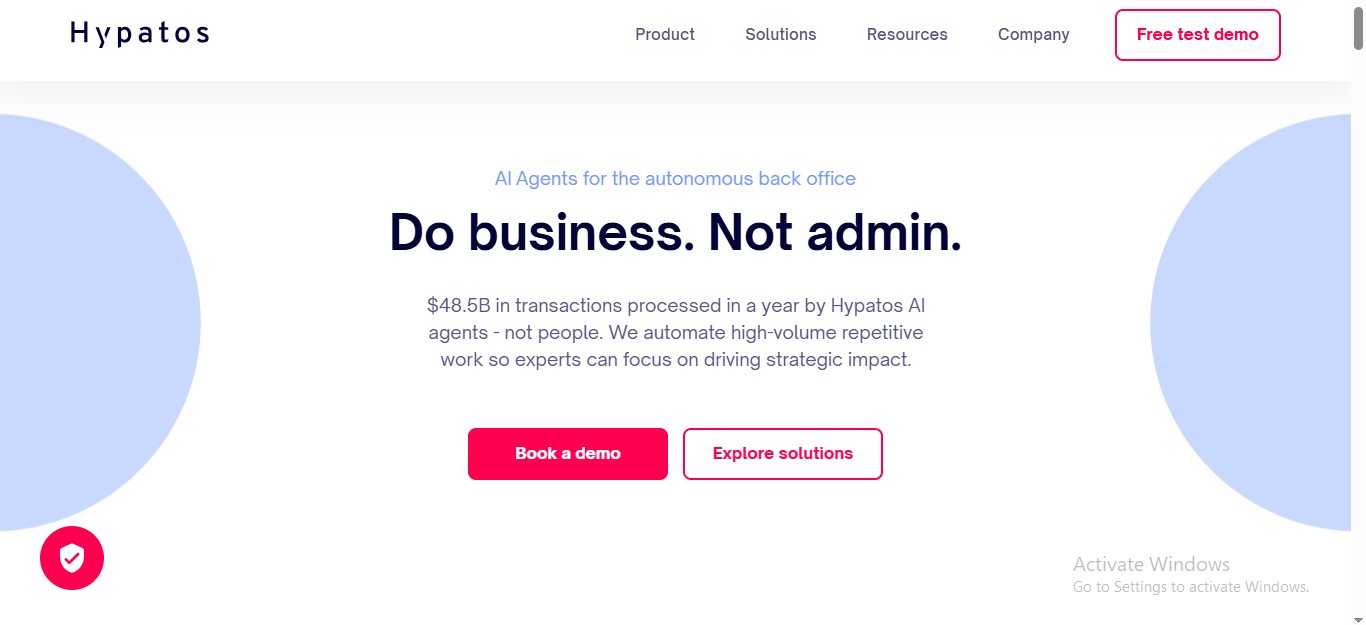 Hypatos
Product
Solutions
Resources
Company
Free test demo
AI Agents for the autonomous back office
Do business. Not admin.
$48.5B in transactions processed in a year by Hypatos AI
agents - not people. We automate high-volume repetitive
work so experts can focus on driving strategic impact.
Book a demo
Explore solutions
Activate Windows
Go to Settings to activate Windows.